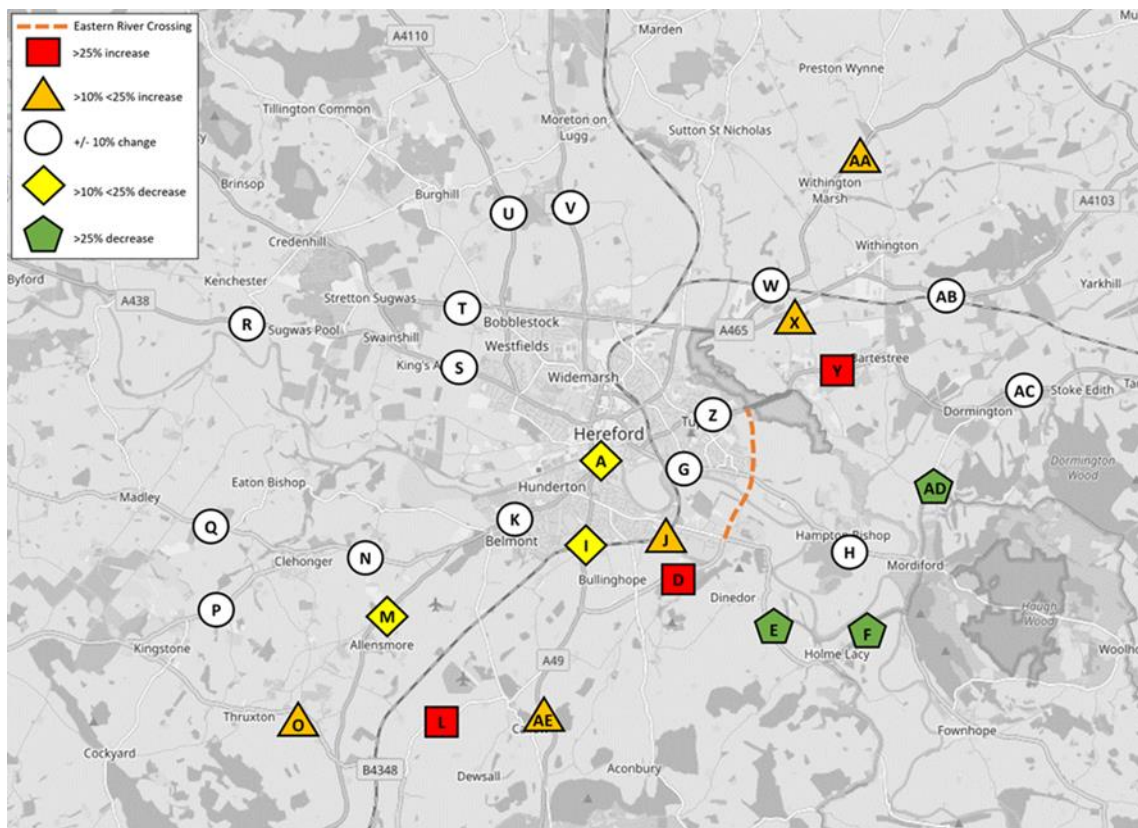 Eastern River Crossing
>25% increase
>10% <25% increase
+/- 10% change
>10% <25% decrease
>25% decrease
A4110
Marden
Preston Wynne
Tillington Common
Moreton on
Lugg
Sutton St Nicholas
AA
Brinsop
Burghill
Withington
Marsh
A4103
U
V
Credenhill
Withington
Kenchester
Byford
A438
Stretton Sugwas
T
W
AB
Yarkhill
R
Sugwas Pool
Bobblestock
A465
X
Swainshill
Westfields
King's A
S
Widemarsh
Y
Bartestree
AC
Stoke Edith
Dormington
Z
Hereford
A
G
Dormington
Wood
Eaton Bishop
Hunderton
AD
Madley
Q
K
Belmont
Hampton Bishop
Clehonger
N
I
J
H
Mordiford
Bullinghope
D
Dinedor
P
M
Haugh
Wood
Allensmore
E
F
Kingstone
A49
Holme Lacy
Woolho
Thruxton
O
L
AE
Cockyard
Fownhope
B4348
Dewsall
Aconbury